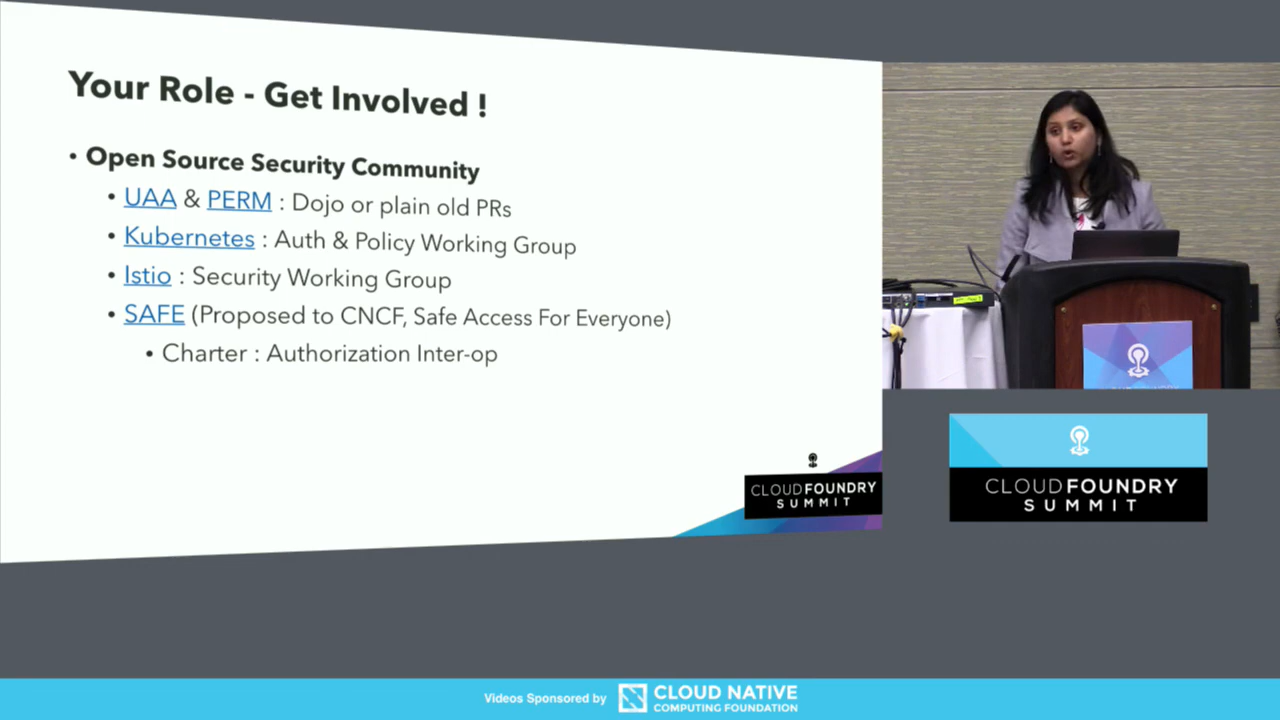 Your Role - Get Involved !
• Open Source Security Community
• UAA & PERM : Dojo or plain old PRs
• Kubernetes : Auth & Policy Working Group
• Istio : Security Working Group
• SAFE (Proposed to CNCF, Safe Access For Everyone)
• Charter : Authorization Inter-op
CLOUDFOUNDRY
SUMMIT
CLOUDFOUNDRY
SUMMIT
Videos Sponsored by
CLOUD NATIVE
COMPUTING FOUNDATION